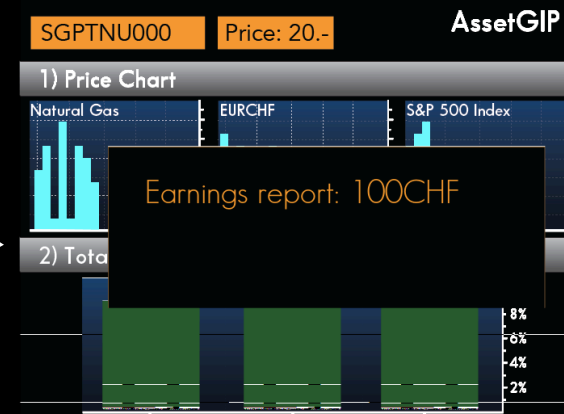 AssetGIP
SGPTNU000 Price: 20.-
1) Price Chart
Natural Gas EURCHF S&P 500 Index
Earnings report: 100CHF
2) Tota
8%
6%
4%
2%